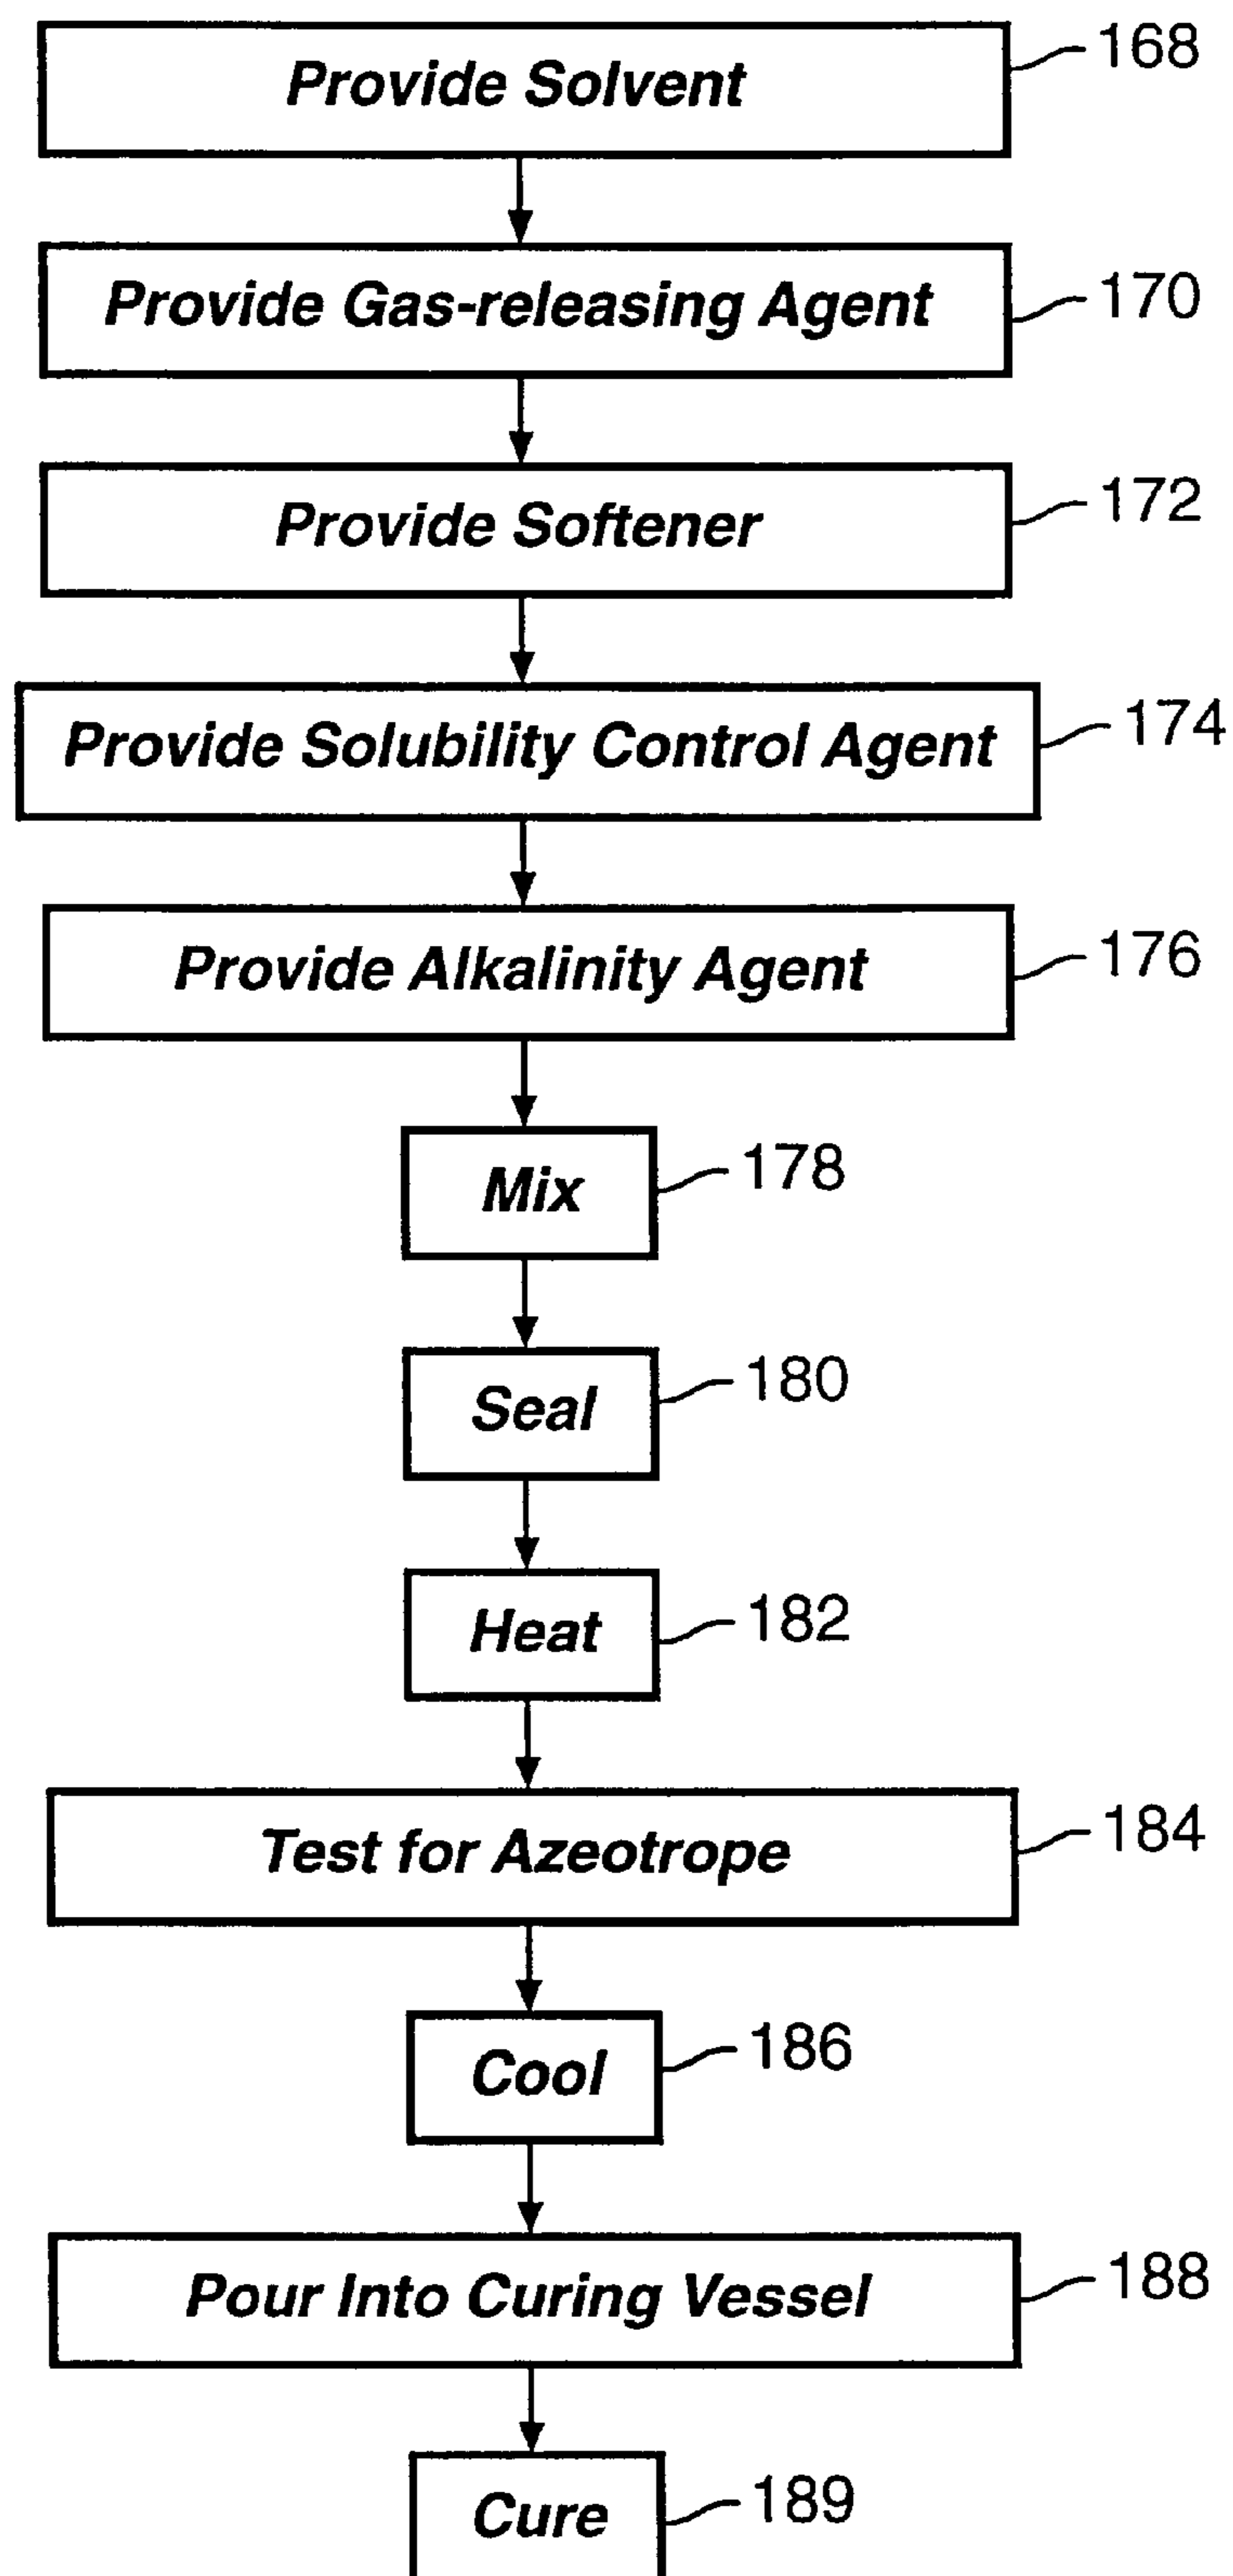 Provide Solvent 168
Provide Gas-releasing Agent 170
Provide Softener 172
Provide Solubility Control Agent 174
Provide Alkalinity Agent 176
Mix 178
Seal 180
Heat 182
Test for Azeotrope 184
Cool 186
Pour Into Curing Vessel 188
Cure 189